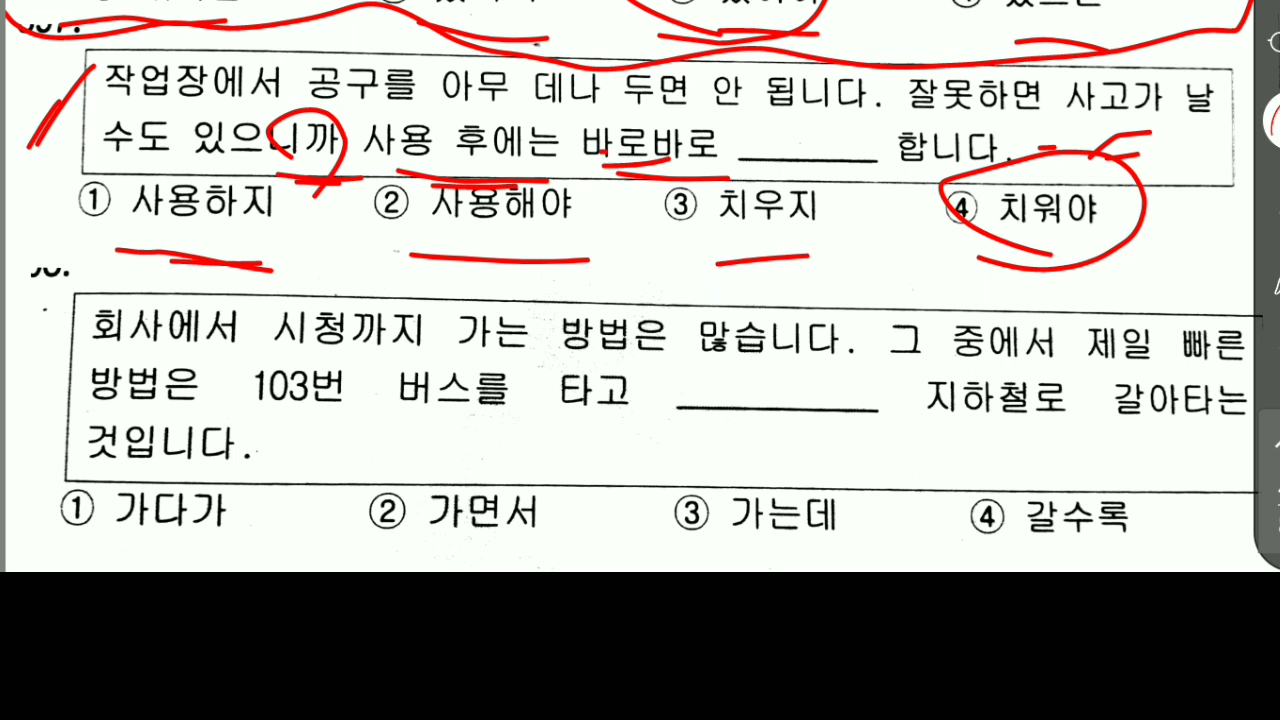 작업장에서 공구를 아무 데나 두면 안 됩니다. 잘못하면 사고가 날
수도 있으니까 사용 후에는 바로바로 ________ 합니다.
① 사용하지 ② 사용해야 ③ 치우지 ④ 치워야
회사에서 시청까지 가는 방법은 많습니다. 그 중에서 제일 빠른
방법은 103번 버스를 타고 ________ 지하철로 갈아타는
것입니다.
① 가다가 ② 가면서 ③ 가는데 ④ 갈수록